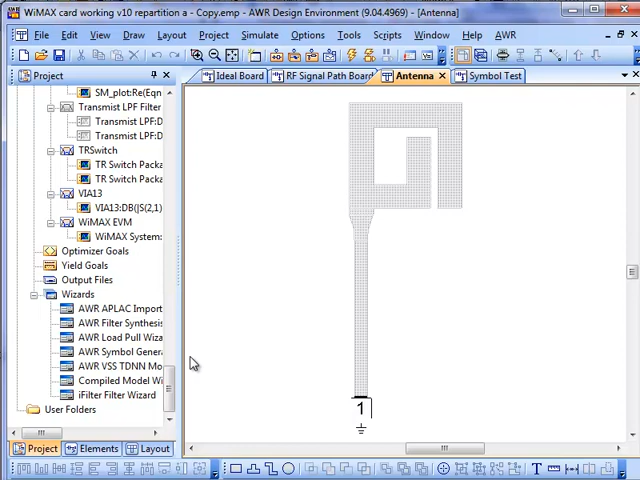 WiMAX card working v10 repartition a - Copy.emp - AWR Design Environment (9.04.4969) - [Antenna]
File Edit View Draw Layout Project Simulate Options Tools Scripts Window Help AWR
Project
Ideal Board
RF Signal Path Board
Antenna
Symbol Test
SM_plot:Re(Eqn
Transmist LPF Filter
Transmist LPF:D
Transmist LPF:D
TRSwitch
TR Switch Packa
TR Switch Packa
VIA13
VIA13:DB(|S(2,1)
WiMAX EVM
WiMAX System:
Optimizer Goals
Yield Goals
Output Files
Wizards
AWR APLAC Import
AWR Filter Synthesis
AWR Load Pull Wiza
AWR Symbol Genera
AWR VSS TDNN Mo
Compiled Model Wi
iFilter Filter Wizard
User Folders
1
Project
Elements
Layout